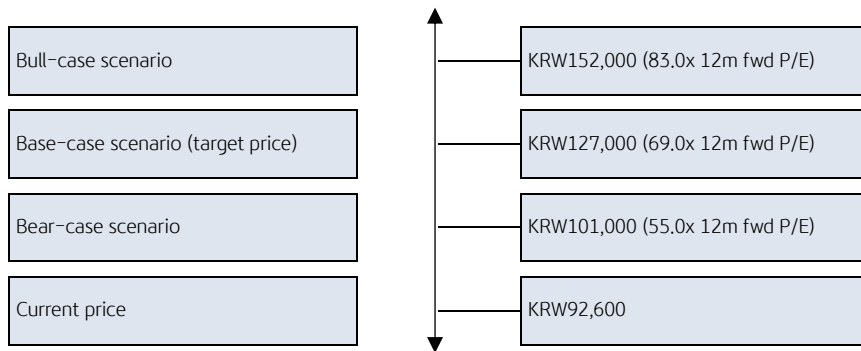 Bull-case scenario
KRW152,000 (83.0x 12m fwd P/E)
Base-case scenario (target price)
KRW127,000 (69.0x 12m fwd P/E)
Bear-case scenario
KRW101,000 (55.0x 12m fwd P/E)
Current price
KRW92,600